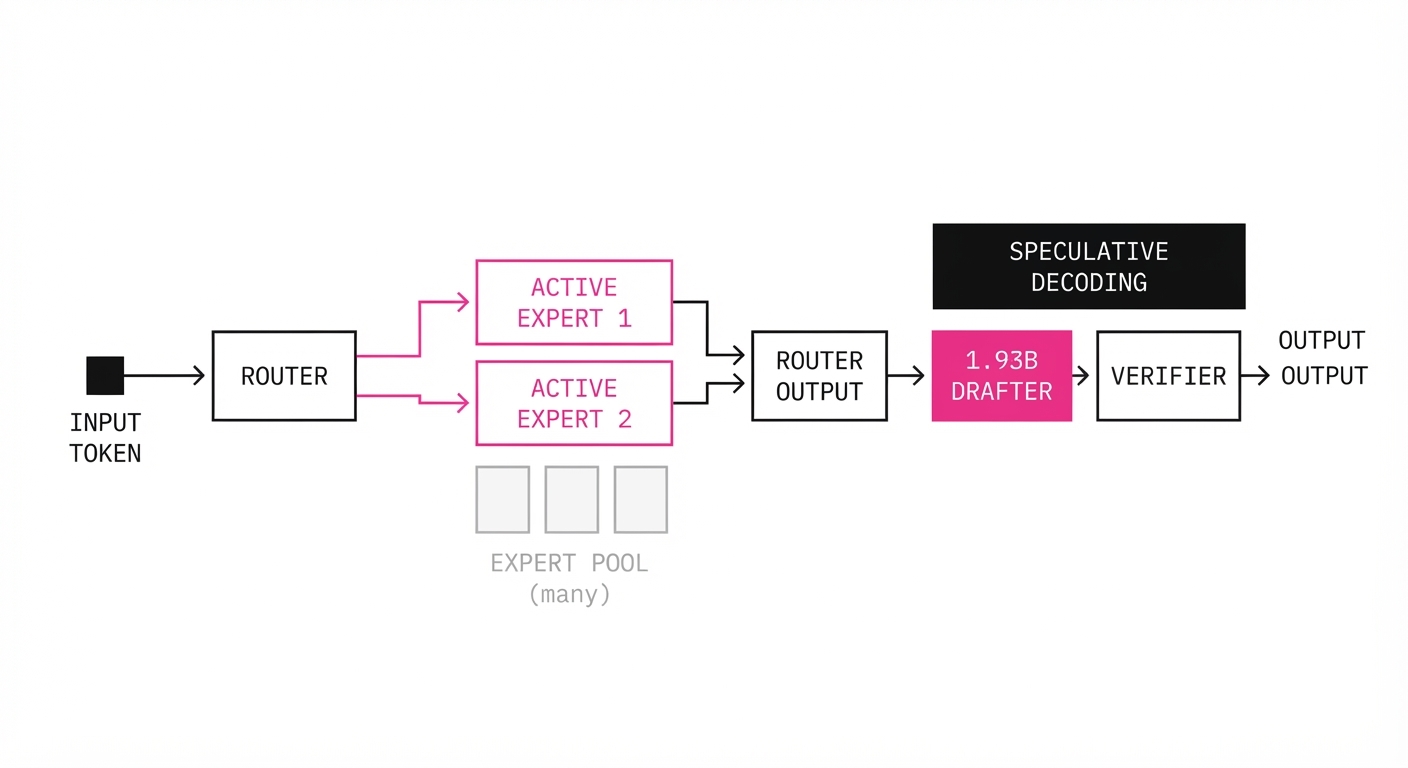 INPUT
TOKEN
ROUTER
ACTIVE
EXPERT 1
ACTIVE
EXPERT 2
EXPERT POOL
(many)
ROUTER
OUTPUT
SPECULATIVE
DECODING
1.93B
DRAFTER
VERIFIER
OUTPUT
OUTPUT